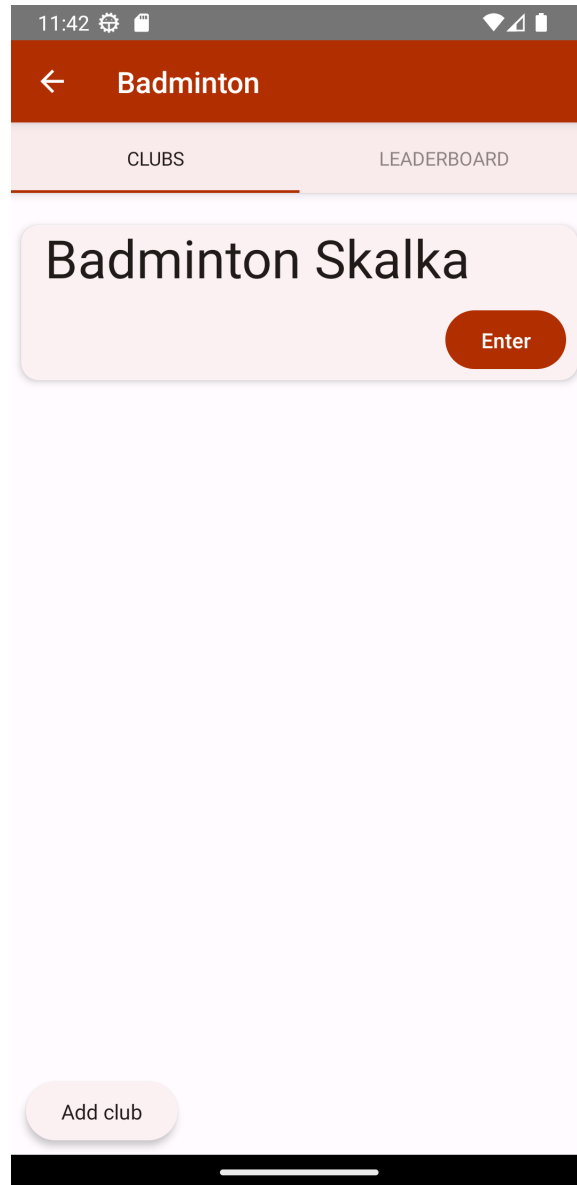 11:42
Badminton
CLUBS LEADERBOARD
Badminton Skalka
Enter
Add club